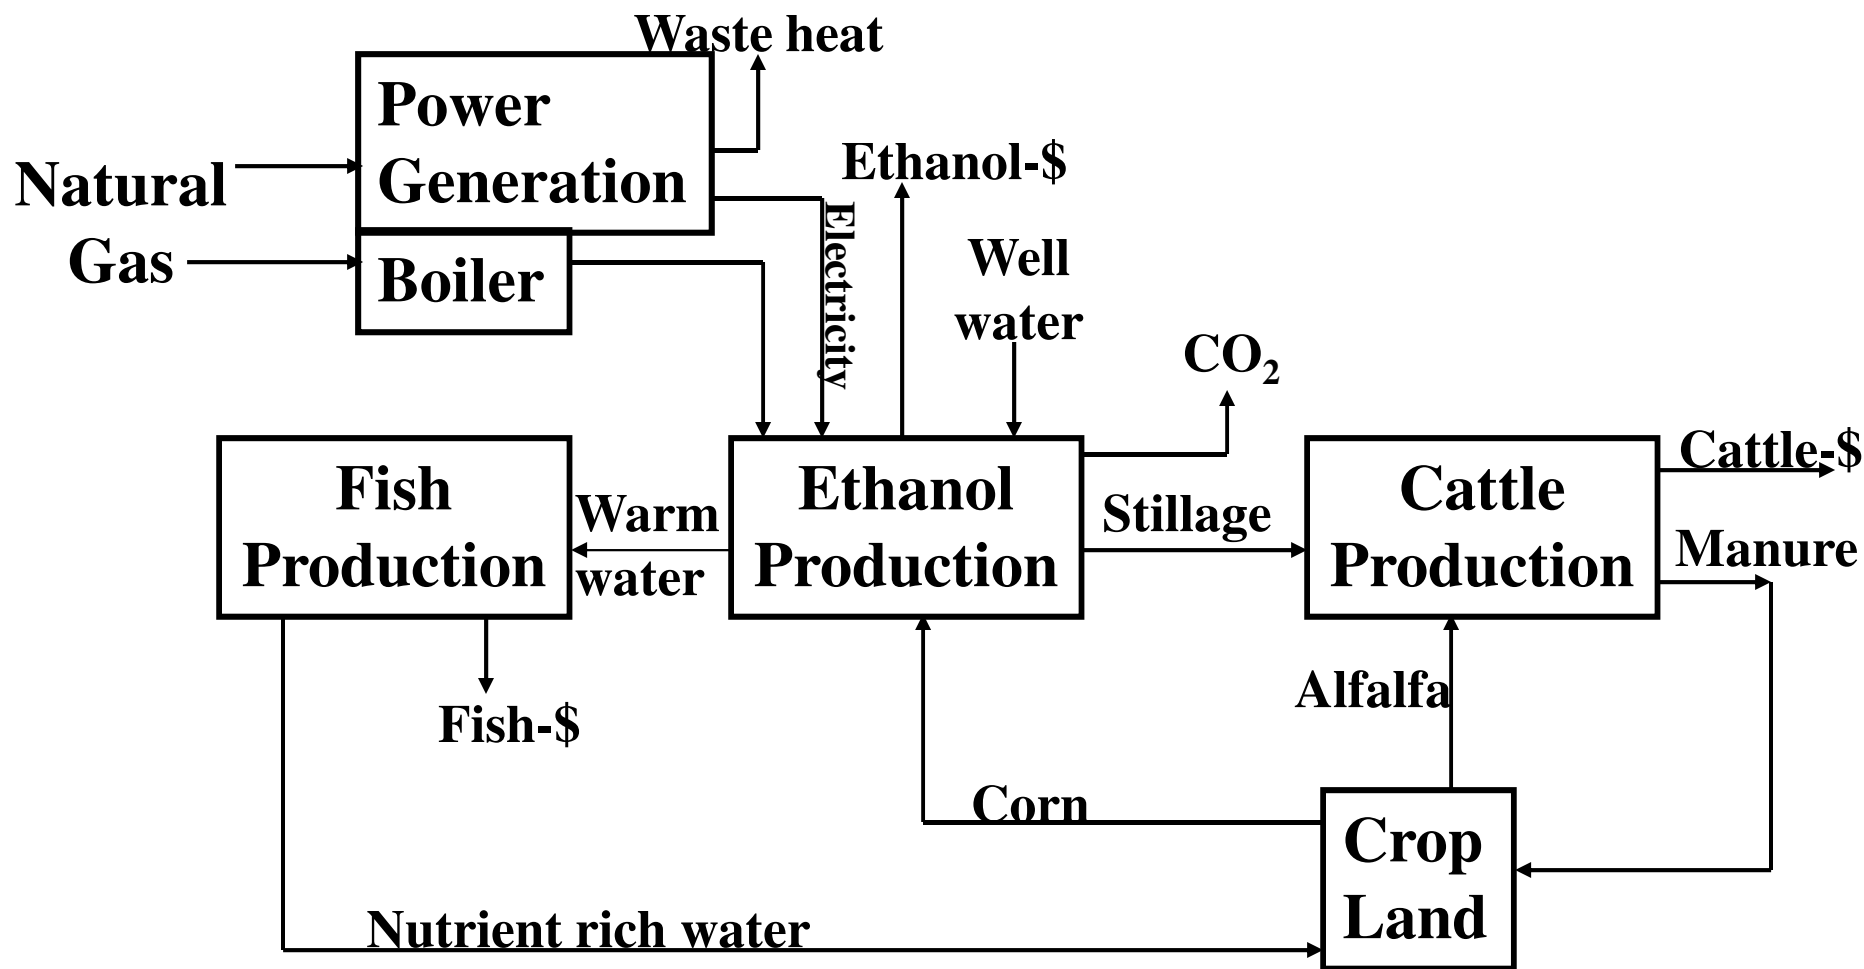 Waste heat
Power
Generation
Natural
Gas
Boiler
Electricity
Ethanol-$
Well
water
CO₂
Fish
Production
Warm
water
Ethanol
Production
Stillage
Cattle
Production
Cattle-$
Manure
Fish-$
Alfalfa
Corn
Crop
Land
Nutrient rich water